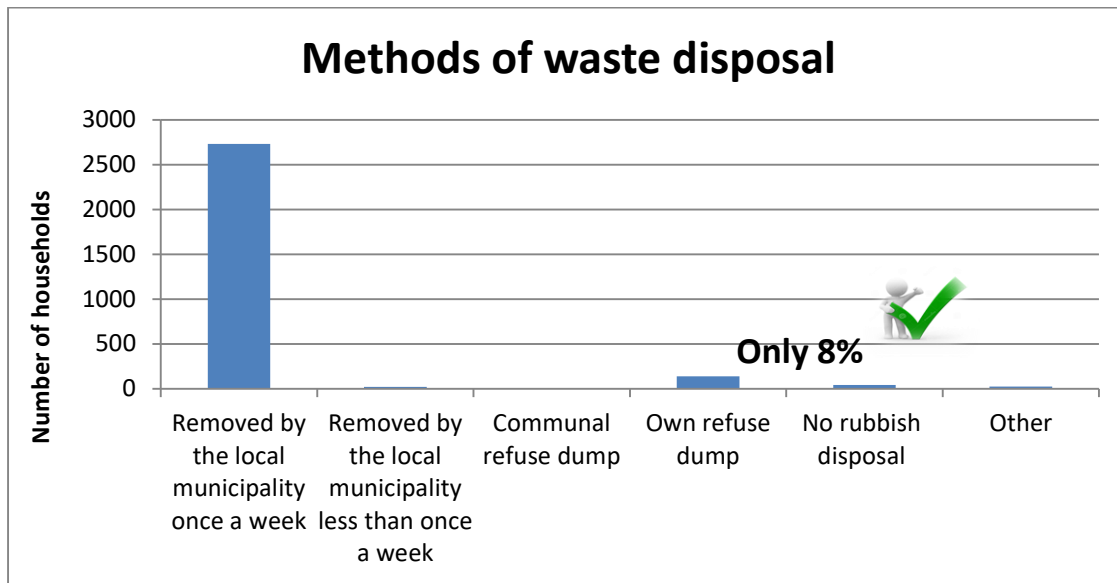 Methods of waste disposal
Number of households
3000
2500
2000
1500
1000
500
0
Only 8%
Removed by
the local
municipality
once a week
Removed by
the local
municipality
less than once
a week
Communal
refuse dump
Own refuse
dump
No rubbish
disposal
Other